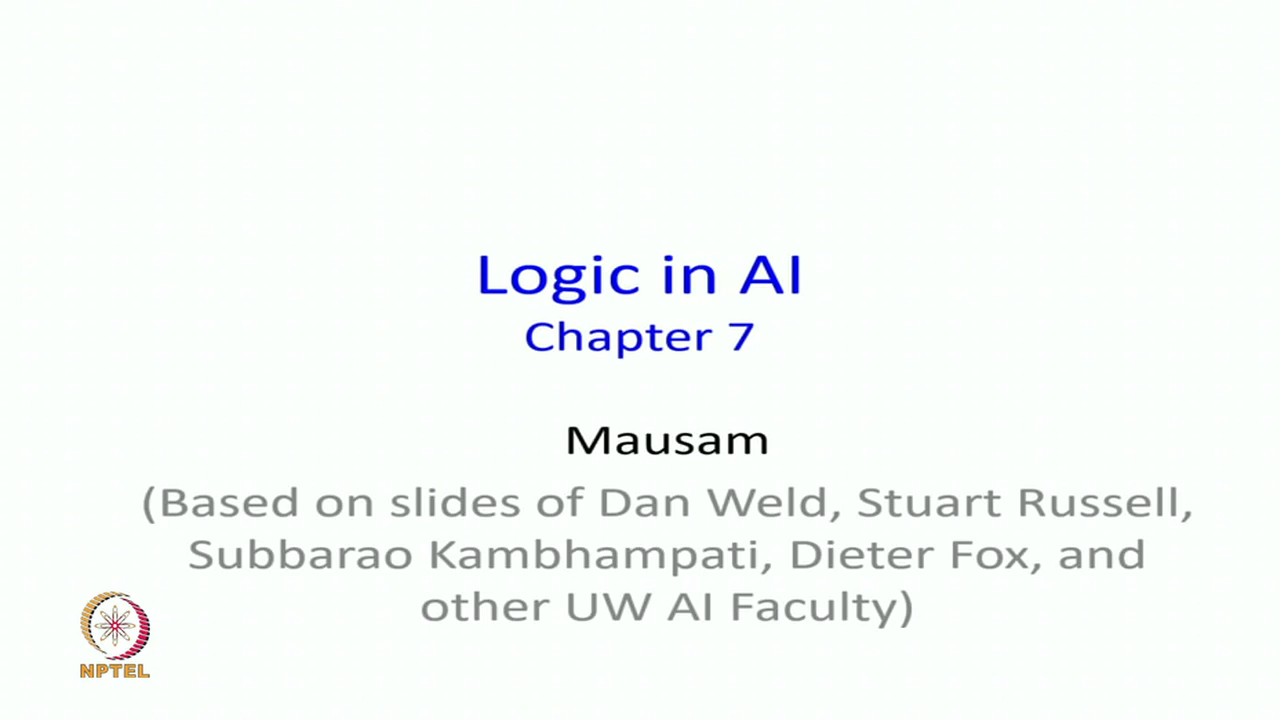 Logic in AI
Chapter 7
Mausam
(Based on slides of Dan Weld, Stuart Russell,
Subbarao Kambhampati, Dieter Fox, and
other UW AI Faculty)
NPTEL